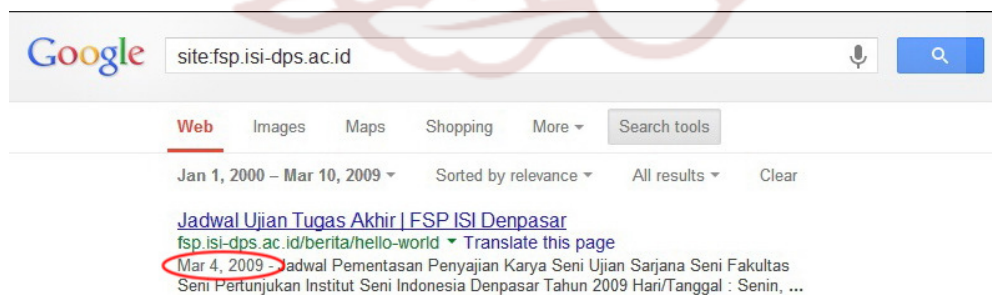 Google site:fsp.isi-dps.ac.id
Web Images Maps Shopping More Search tools
Jan 1, 2000 – Mar 10, 2009 Sorted by relevance All results Clear
Jadwal Ujian Tugas Akhir | FSP ISI Denpasar
fsp.isi-dps.ac.id/berita/hello-world Translate this page
Mar 4, 2009 - Jadwal Pementasan Penyajian Karya Seni Ujian Sarjana Seni Fakultas
Seni Pertunjukan Institut Seni Indonesia Denpasar Tahun 2009 Hari/Tanggal : Senin, ...